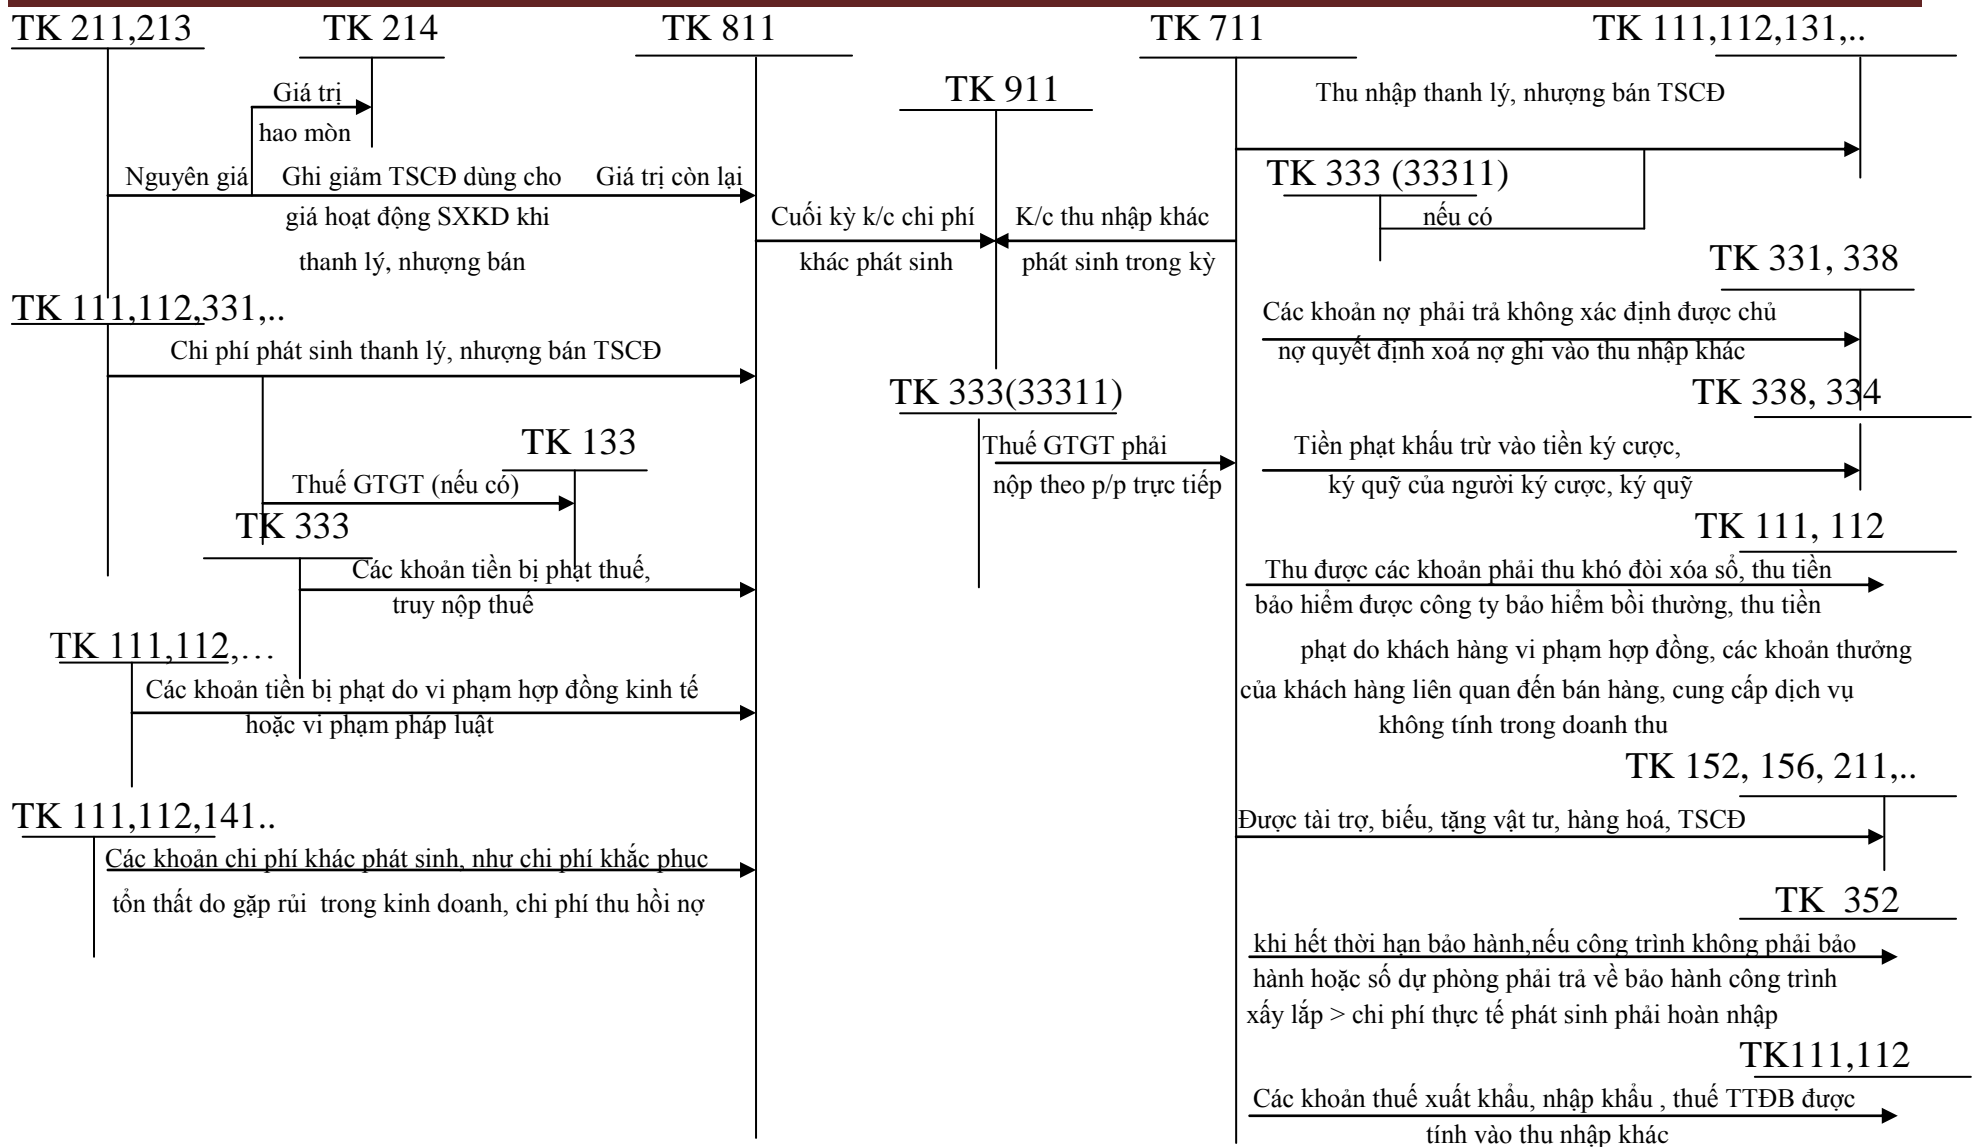 TK 211,213
TK 214
TK 811
TK 711
TK 111,112,131,..
Giá trị
hao mòn
TK 911
Thu nhập thanh lý, nhượng bán TSCĐ
Nguyên giá
Ghi giảm TSCĐ dùng cho
giá hoạt động SXKD khi
thanh lý, nhượng bán
Giá trị còn lại
TK 333 (33311)
nếu có
Cuối kỳ k/c chi phí
khác phát sinh
K/c thu nhập khác
phát sinh trong kỳ
TK 331, 338
TK 111,112,331,..
Các khoản nợ phải trả không xác định được chủ
nợ quyết định xoá nợ ghi vào thu nhập khác
Chi phí phát sinh thanh lý, nhượng bán TSCĐ
TK 333(33311)
TK 338, 334
TK 133
Thuế GTGT phải
nộp theo p/p trực tiếp
Tiền phạt khấu trừ vào tiền ký cược,
ký quỹ của người ký cược, ký quỹ
Thuế GTGT (nếu có)
TK 333
TK 111, 112
Các khoản tiền bị phạt thuế,
truy nộp thuế
Thu được các khoản phải thu khó đòi xóa sổ, thu tiền
bảo hiểm được công ty bảo hiểm bồi thường, thu tiền
phạt do khách hàng vi phạm hợp đồng, các khoản thưởng
của khách hàng liên quan đến bán hàng, cung cấp dịch vụ
không tính trong doanh thu
TK 111,112,…
Các khoản tiền bị phạt do vi phạm hợp đồng kinh tế
hoặc vi phạm pháp luật
TK 152, 156, 211,..
TK 111,112,141..
Được tài trợ, biếu, tặng vật tư, hàng hoá, TSCĐ
Các khoản chi phí khác phát sinh, như chi phí khắc phục
tổn thất do gặp rủi trong kinh doanh, chi phí thu hồi nợ
TK 352
khi hết thời hạn bảo hành,nếu công trình không phải bảo
hành hoặc số dự phòng phải trả về bảo hành công trình
xấy lắp > chi phí thực tế phát sinh phải hoàn nhập
TK111,112
Các khoản thuế xuất khẩu, nhập khẩu , thuế TTĐB được
tính vào thu nhập khác